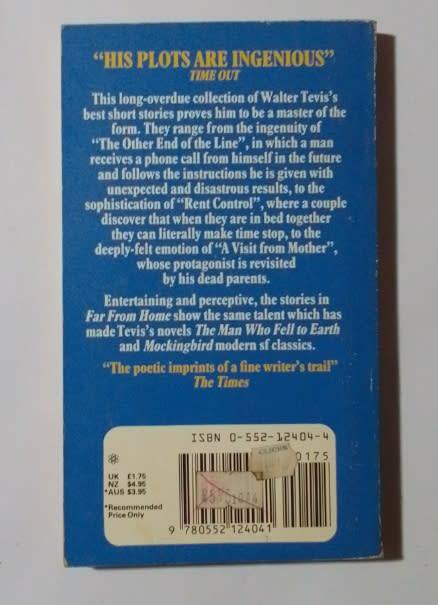 “HIS PLOTS ARE INGENIOUS”
TIME OUT
This long-overdue collection of Walter Tevis's
best short stories proves him to be a master of the
form. They range from the ingenuity of
“The Other End of the Line”, in which a man
receives a phone call from himself in the future
and follows the instructions he is given with
unexpected and disastrous results, to the
sophistication of “Rent Control”, where a couple
discover that when they are in bed together
they can literally make time stop, to the
deeply-felt emotion of “A Visit from Mother”,
whose protagonist is revisited
by his dead parents.
Entertaining and perceptive, the stories in
Far From Home show the same talent which has
made Tevis's novels The Man Who Fell to Earth
and Mockingbird modern sf classics.
“The poetic imprints of a fine writer's trail”
The Times
ISBN 0-552-12404-4
00175
UK £1.75
NZ $4.95
*AUS $3.95
*Recommended
Price Only
9 780552 124041